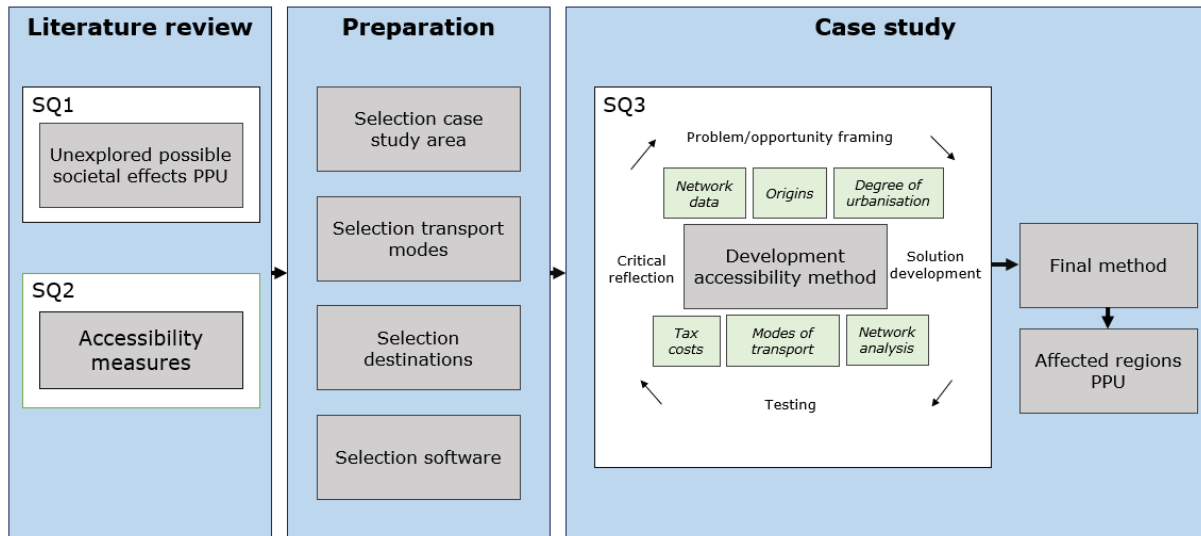 Literature review
SQ1
Unexplored possible
societal effects PPU
SQ2
Accessibility
measures
Preparation
Selection case
study area
Selection transport
modes
Selection
destinations
Selection software
Case study
SQ3
Problem/opportunity framing
Network
data
Origins
Degree of
urbanisation
Critical
reflection
Development
accessibility method
Solution
development
Tax
costs
Modes of
transport
Network
analysis
Testing
Final method
Affected regions
PPU